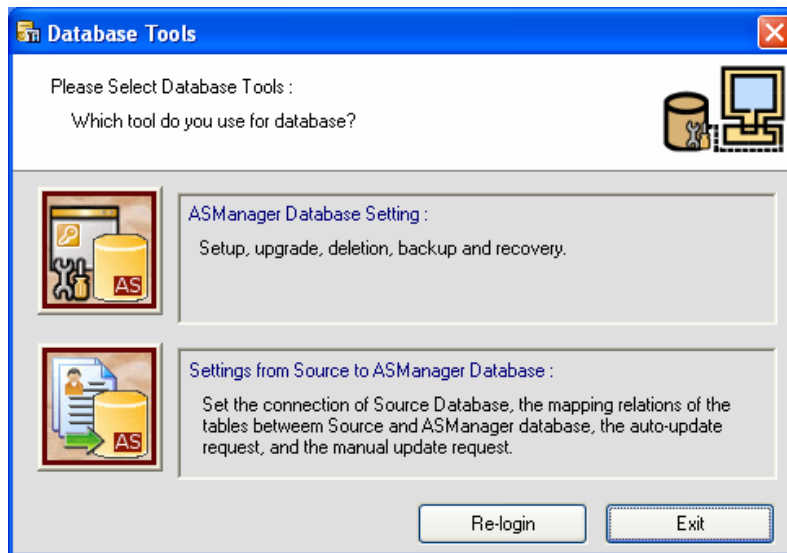 Database Tools
Please Select Database Tools :
Which tool do you use for database?
ASManager Database Setting :
Setup, upgrade, deletion, backup and recovery.
AS
Settings from Source to ASManager Database :
Set the connection of Source Database, the mapping relations of the
tables betweem Source and ASManager database, the auto-update
request, and the manual update request.
AS
Re-login
Exit